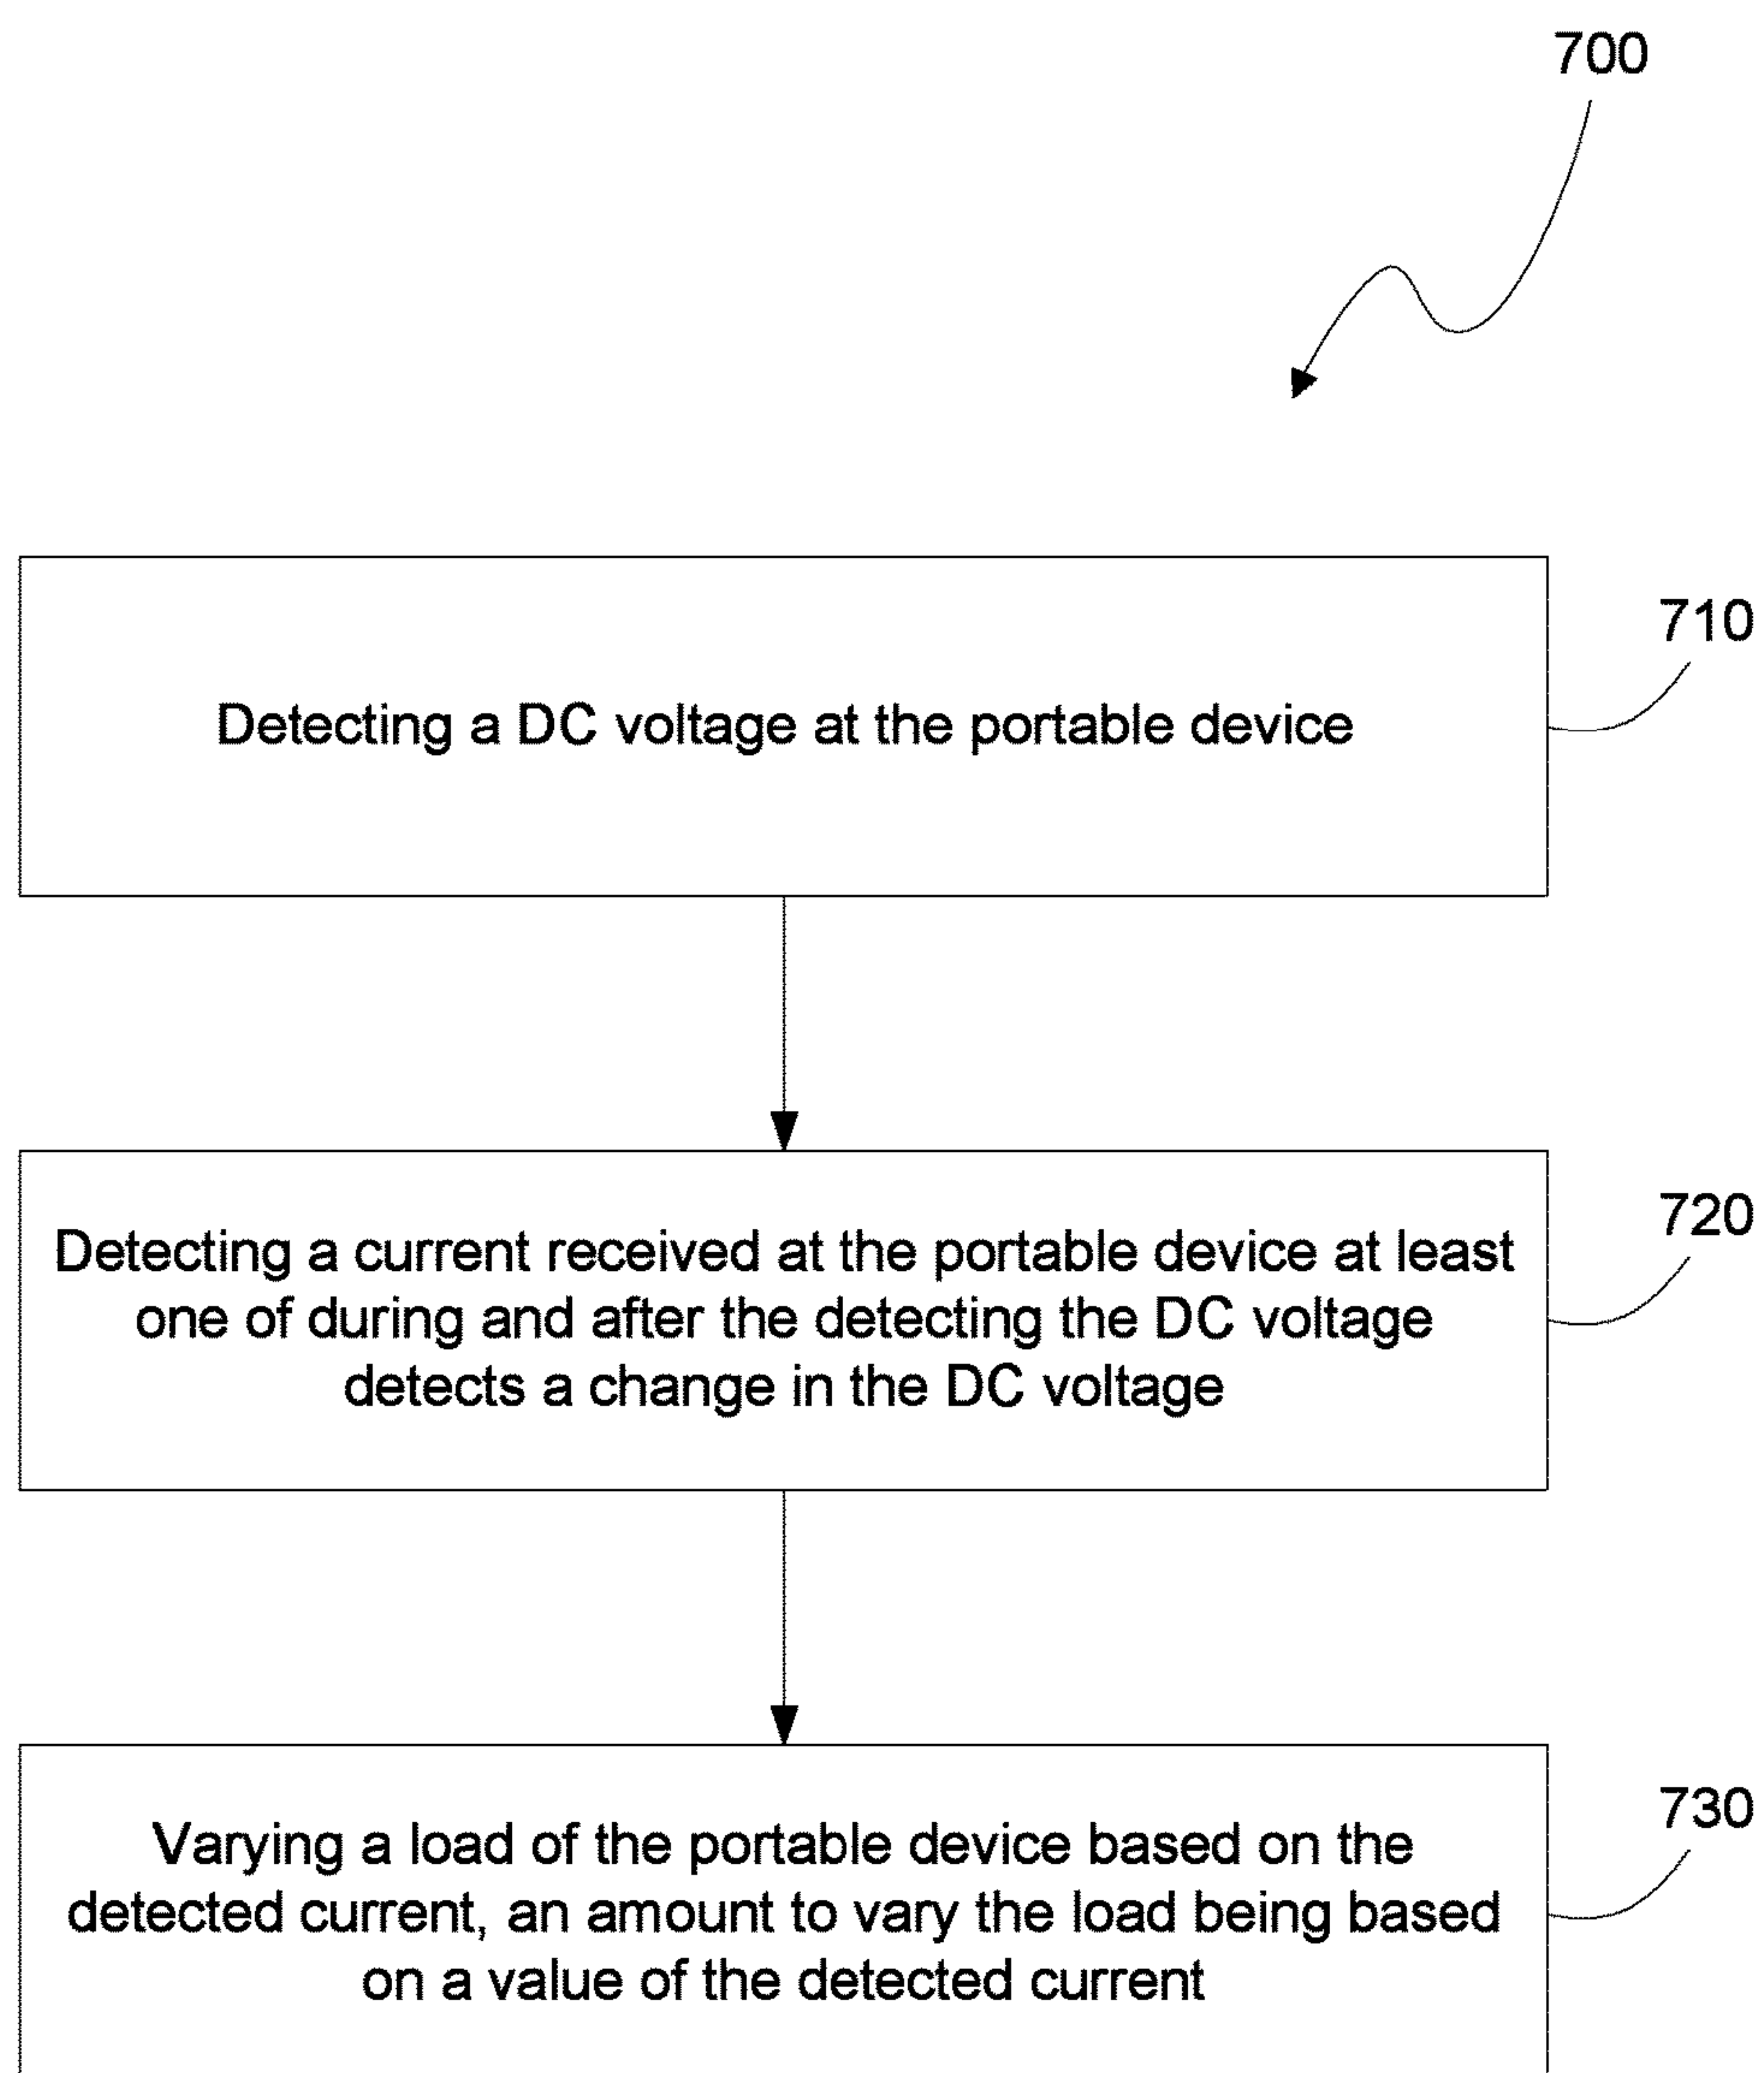 700
710
Detecting a DC voltage at the portable device
720
Detecting a current received at the portable device at least
one of during and after the detecting the DC voltage
detects a change in the DC voltage
730
Varying a load of the portable device based on the
detected current, an amount to vary the load being based
on a value of the detected current